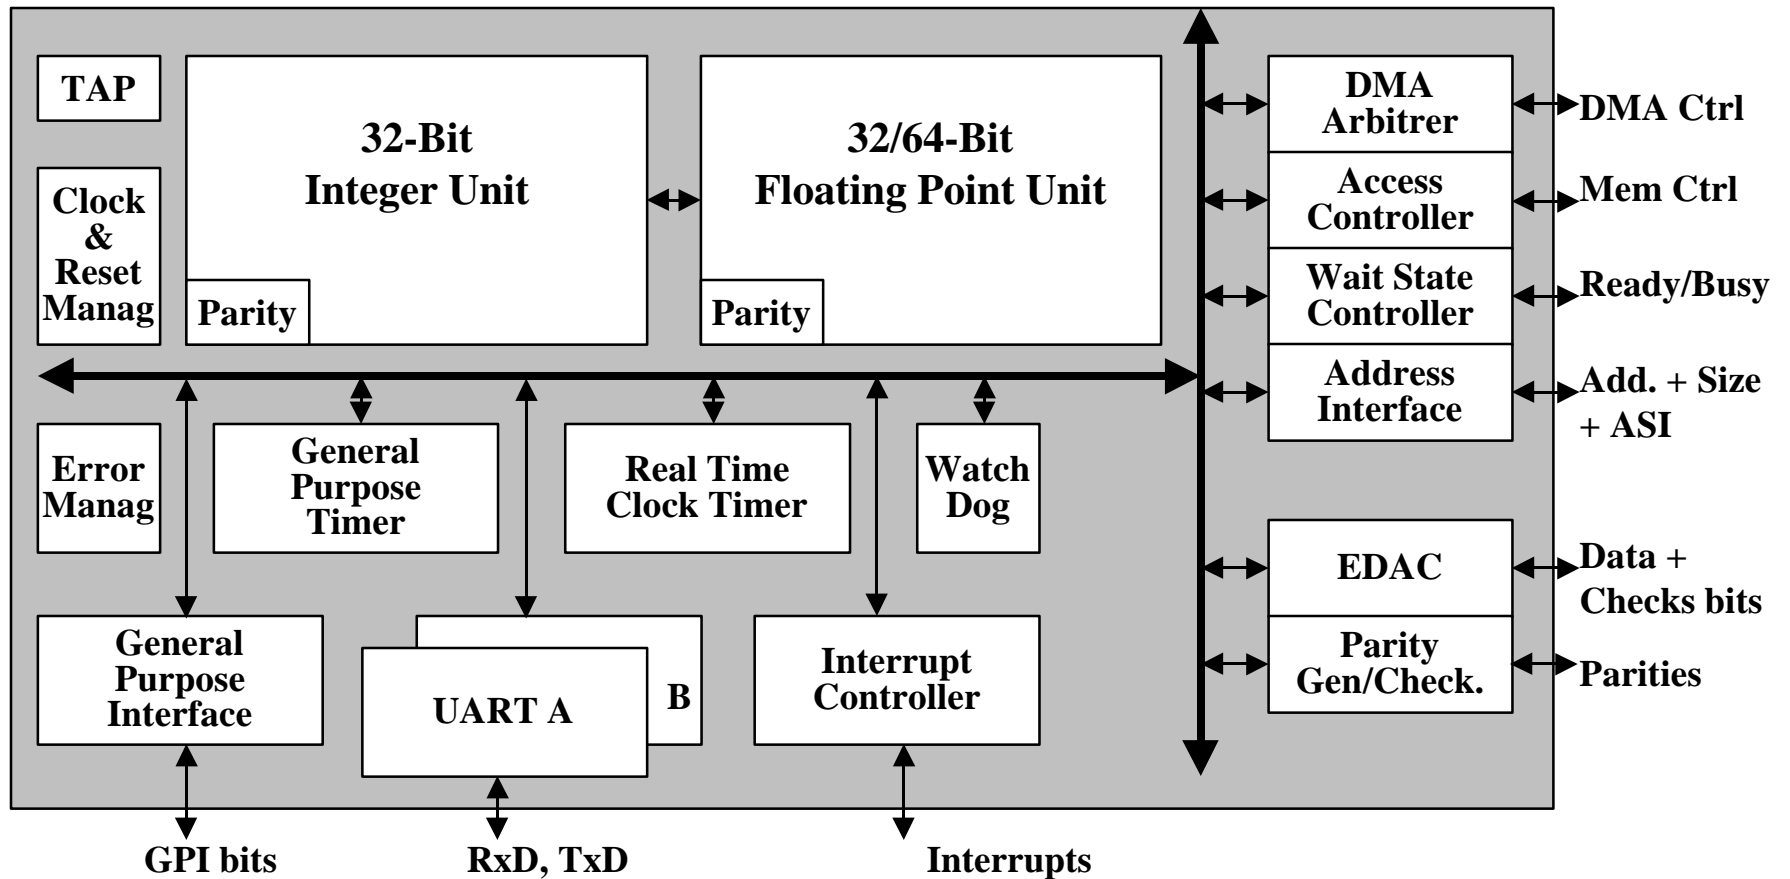 TAP
32-Bit
Integer Unit
32/64-Bit
Floating Point Unit
Clock
&
Reset
Manag
Parity
Parity
DMA
Arbitrer
DMA Ctrl
Access
Controller
Mem Ctrl
Wait State
Controller
Ready/Busy
Address
Interface
Add. + Size
+ ASI
Error
Manag
General
Purpose
Timer
Real Time
Clock Timer
Watch
Dog
EDAC
Data +
Checks bits
General
Purpose
Interface
UART A
B
Interrupt
Controller
Parity
Gen/Check.
Parities
GPI bits
RxD, TxD
Interrupts